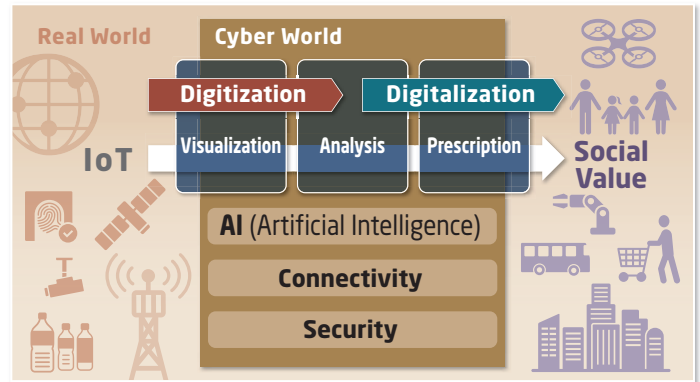 Real World
Cyber World
Digitization
Digitalization
IoT
Visualization
Analysis
Prescription
Social
Value
AI (Artificial Intelligence)
Connectivity
Security